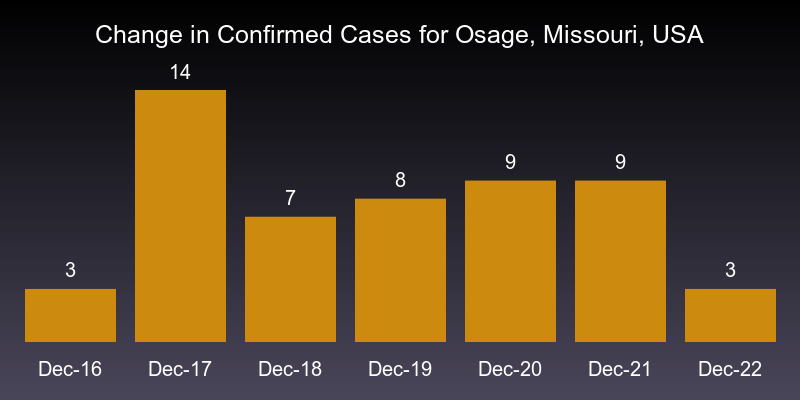 Change in Confirmed Cases for Osage, Missouri, USA
3
14
7
8
9
9
3
Dec-16
Dec-17
Dec-18
Dec-19
Dec-20
Dec-21
Dec-22